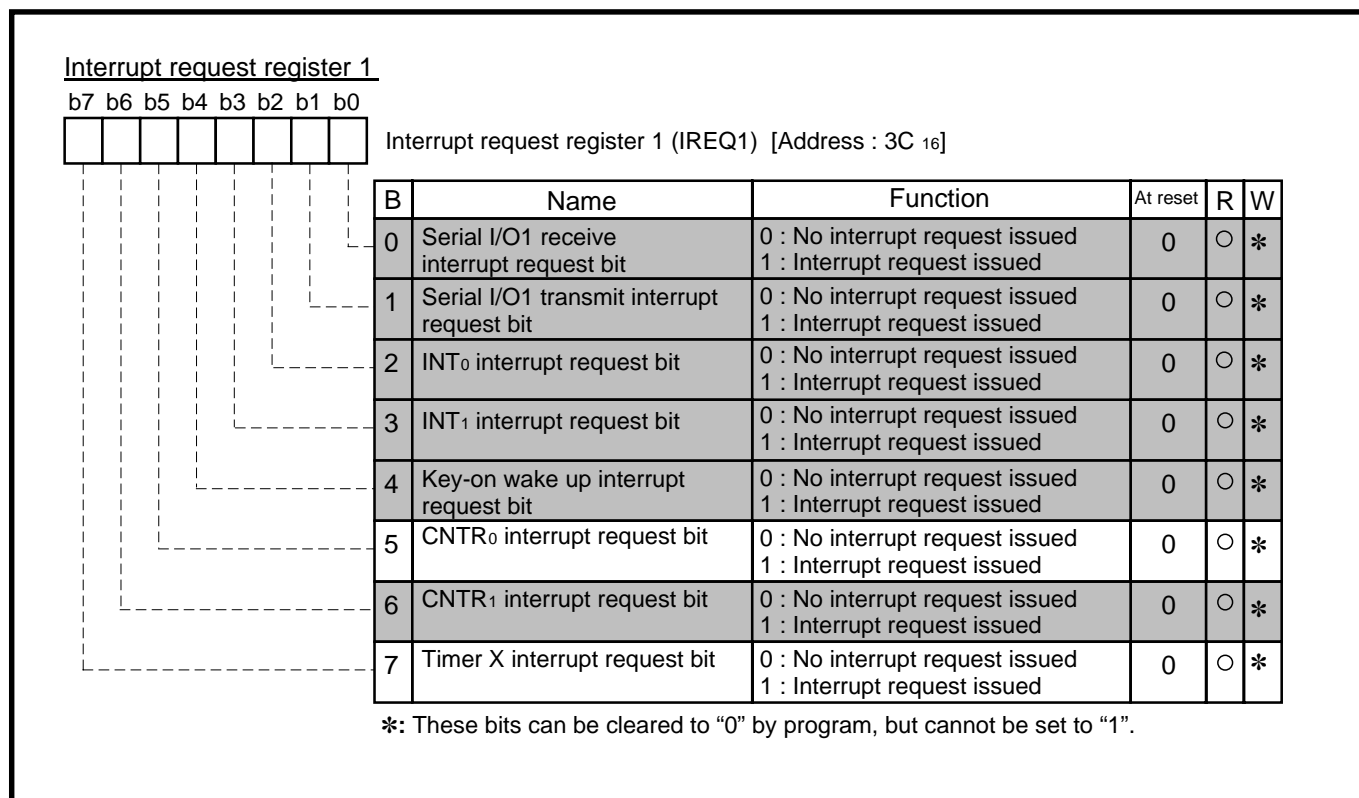 Interrupt request register 1
b7 b6 b5 b4 b3 b2 b1 b0
Interrupt request register 1 (IREQ1) [Address : 3C 16]
B Name Function At reset R W
0 Serial I/O1 receive interrupt request bit 0 : No interrupt request issued 0 ○ ✻
1 : Interrupt request issued
1 Serial I/O1 transmit interrupt request bit 0 : No interrupt request issued 0 ○ ✻
1 : Interrupt request issued
2 INT0 interrupt request bit 0 : No interrupt request issued 0 ○ ✻
1 : Interrupt request issued
3 INT1 interrupt request bit 0 : No interrupt request issued 0 ○ ✻
1 : Interrupt request issued
4 Key-on wake up interrupt request bit 0 : No interrupt request issued 0 ○ ✻
1 : Interrupt request issued
5 CNTR0 interrupt request bit 0 : No interrupt request issued 0 ○ ✻
1 : Interrupt request issued
6 CNTR1 interrupt request bit 0 : No interrupt request issued 0 ○ ✻
1 : Interrupt request issued
7 Timer X interrupt request bit 0 : No interrupt request issued 0 ○ ✻
1 : Interrupt request issued
✻: These bits can be cleared to “0” by program, but cannot be set to “1”.